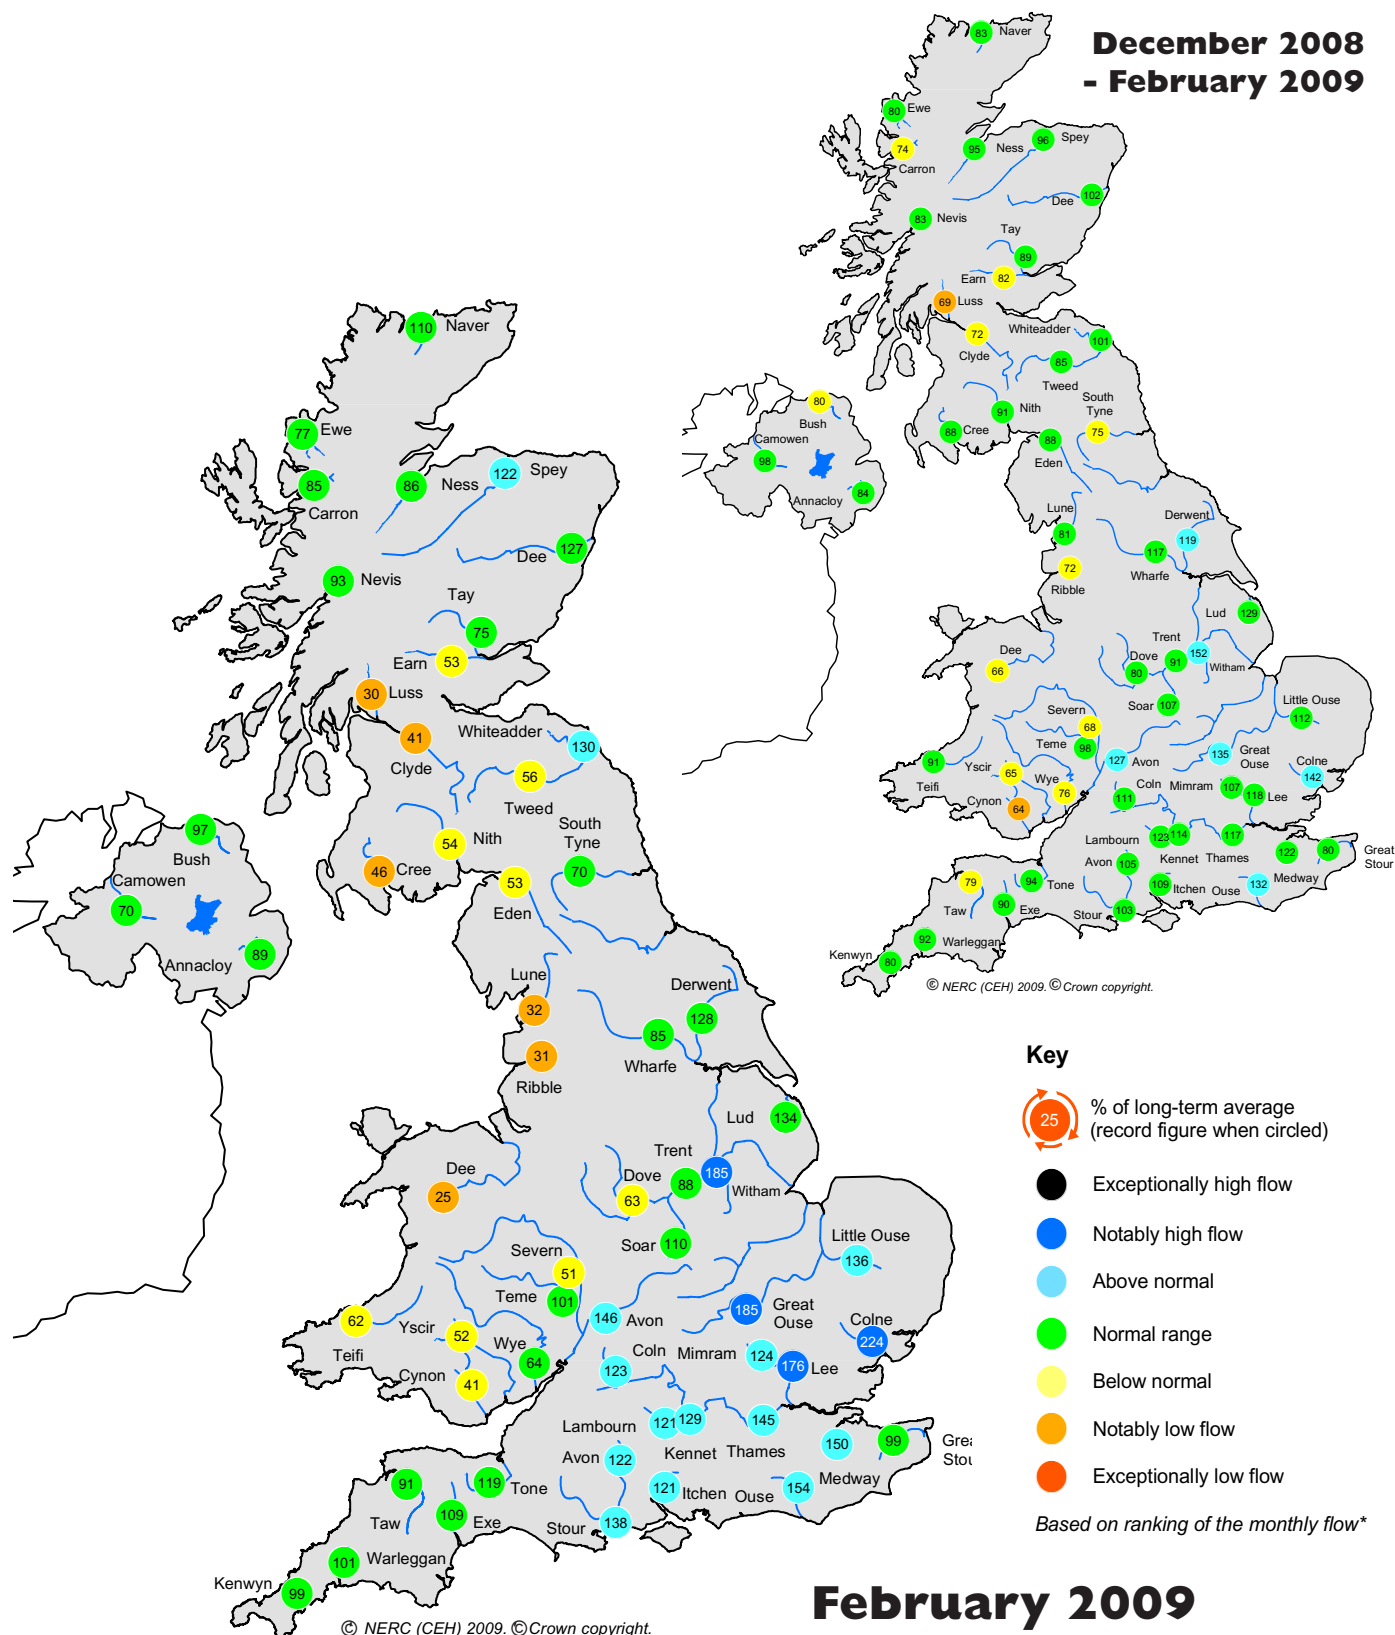 December 2008
- February 2009
83 Naver
80 Ewe
74
Carron
95 Ness
96 Spey
Dee 102
83 Nevis
Tay
89
Earn 82
69 Luss
72
Clyde
Whiteadder
101
85
Tweed
South
Tyne
75
91 Nith
88 Cree
88
Eden
80
Bush
Camowen
98
Annacloy 84
Lune
81
72
Ribble
Derwent
119
117
Wharfe
Lud
129
Trent
152
Dove 91 Witham
80
Dee
66
Soar 107
Little Ouse
112
Severn
68
Teme 98
91
Teifi
Yscir
65
Wye
76
Cynon
64
127 Avon
135 Great
Ouse
Colne
142
Coln
111
Mimram 107
118 Lee
Lambourn 123 114
Kennet
117
Thames
122
Medway
80 Great
Stour
Avon 105
109 Itchen
Ouse 132
79
Taw
94 Tone
90
Exe
Stour 103
92
Warleggan
Kenwyn 80
© NERC (CEH) 2009. © Crown copyright.
110 Naver
77 Ewe
85
Carron
86 Ness
122 Spey
Dee 127
93 Nevis
Tay
75
Earn 53
30 Luss
41
Clyde
Whiteadder
130
56
Tweed
South
Tyne
70
54 Nith
46 Cree
53
Eden
97
Bush
Camowen
70
Annacloy 89
Lune
32
31
Ribble
Derwent
128
85
Wharfe
Lud 134
Trent
185
Dove 88 Witham
63
Dee
25
Soar 110
Little Ouse
136
Severn
51
Teme 101
62
Teifi
Yscir 52
Wye
64
Cynon 41
146 Avon
185 Great
Ouse
Colne
224
Coln
123
Mimram 124
176 Lee
Lambourn 121 129
Kennet
145
Thames
150
Medway
99 Grea
Stou
Avon 122
121 Itchen
Ouse 154
91
Taw
119 Tone
109 Exe
Stour 138
101 Warleggan
Kenwyn
99
© NERC (CEH) 2009. © Crown copyright.
Key
25 % of long-term average
(record figure when circled)
Exceptionally high flow
Notably high flow
Above normal
Normal range
Below normal
Notably low flow
Exceptionally low flow
Based on ranking of the monthly flow*
February 2009